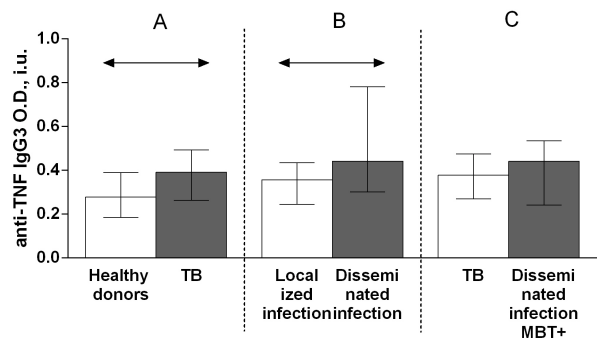 A
B
C
anti-TNF IgG3 O.D., i.u.
1.0
0.8
0.6
0.4
0.2
0.0
Healthy
donors
TB
Local
ized
infection
Dissemi
nated
infection
TB
Dissemi
nated
infection
MBT+